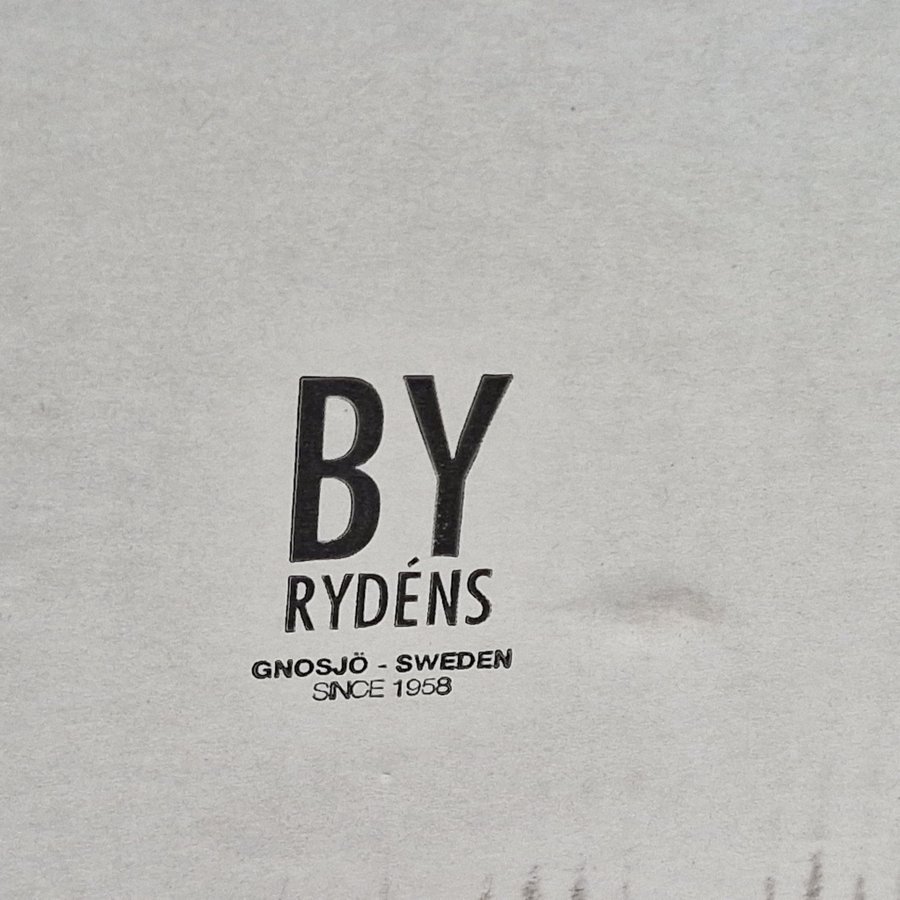 BY
RYDÉNS
GNOSJÖ - SWEDEN
SINCE 1958